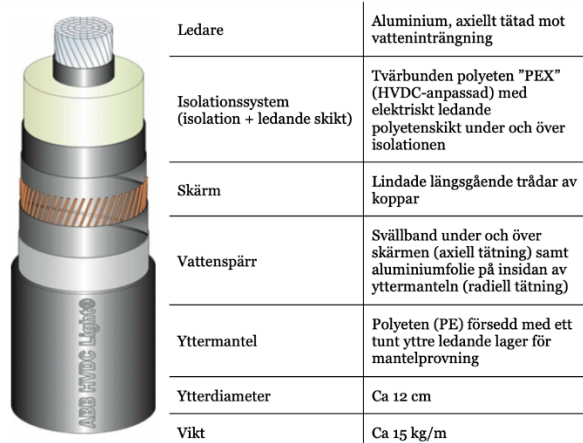 Ledare
Aluminium, axiellt tätad mot
vatteninträngning
Isolationssystem
(isolation + ledande skikt)
Tvärbunden polyeten ”PEX”
(HVDC-anpassad) med
elektriskt ledande
polyetenskikt under och över
isolationen
Skärm
Lindade längsgående trådar av
koppar
Vattenspärr
Svällband under och över
skärmen (axiell tätning) samt
aluminiumfolie på insidan av
yttermanteln (radiell tätning)
Yttermantel
Polyeten (PE) försedd med ett
tunt yttre ledande lager för
mantelprovning
Ytterdiameter
Ca 12 cm
Vikt
Ca 15 kg/m
ABB HVDC Light®